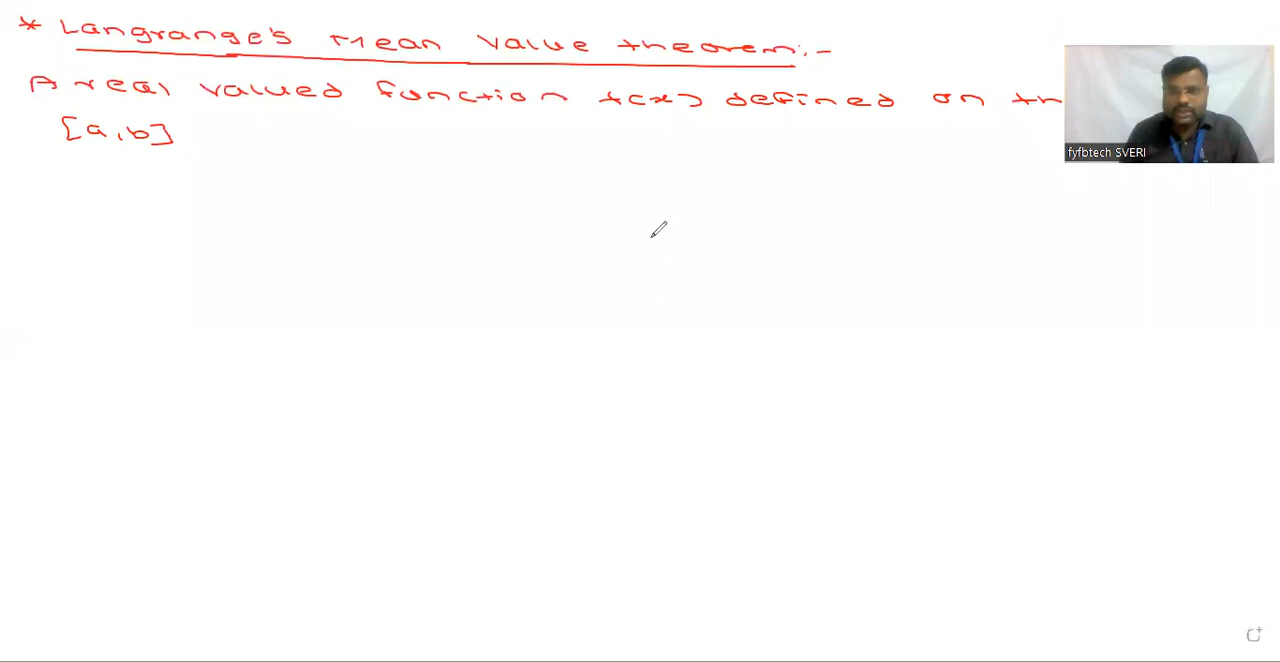 * Langrange's Mean value theorem:-
A real valued function f(x) defined on th
[a,b]
fyfbtech SVERI